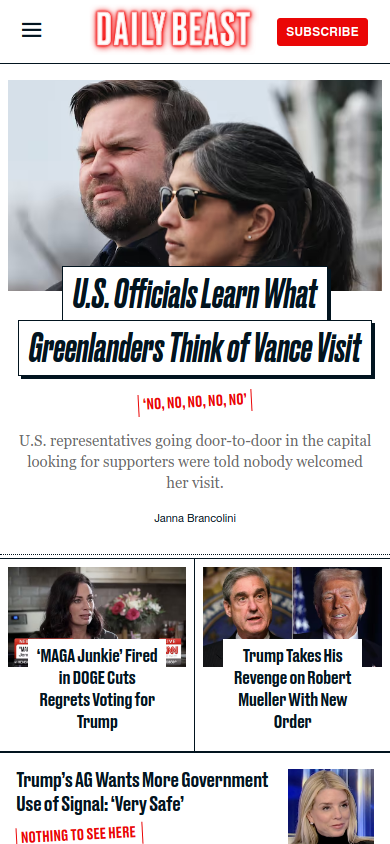 DAILY BEAST
SUBSCRIBE
U.S. Officials Learn What
Greenlanders Think of Vance Visit
‘NO, NO, NO, NO, NO’
U.S. representatives going door-to-door in the capital
looking for supporters were told nobody welcomed
her visit.
Janna Brancolini
‘MAGA Junkie’ Fired
in DOGE Cuts
Regrets Voting for
Trump
Trump Takes His
Revenge on Robert
Mueller With New
Order
Trump’s AG Wants More Government
Use of Signal: ‘Very Safe’
NOTHING TO SEE HERE